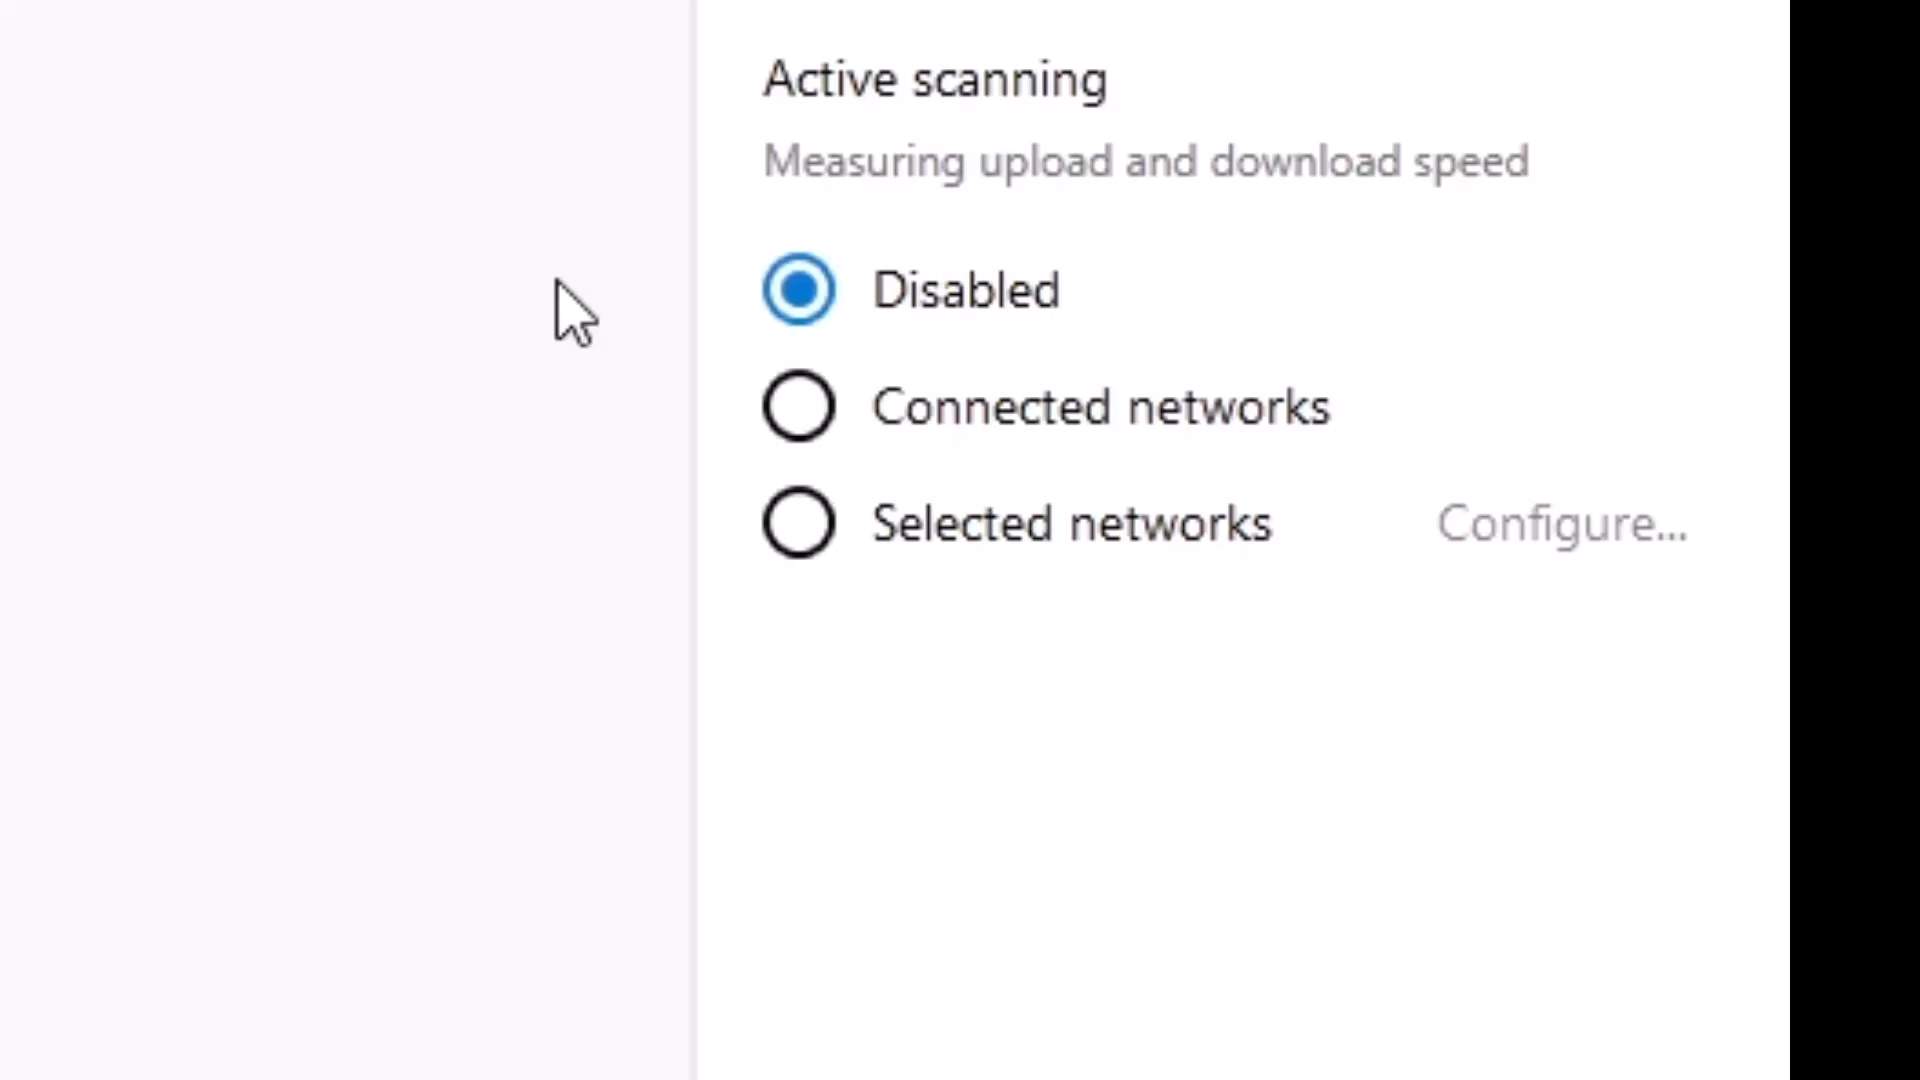 Active scanning
Measuring upload and download speed
Disabled
Connected networks
Selected networks Configure...